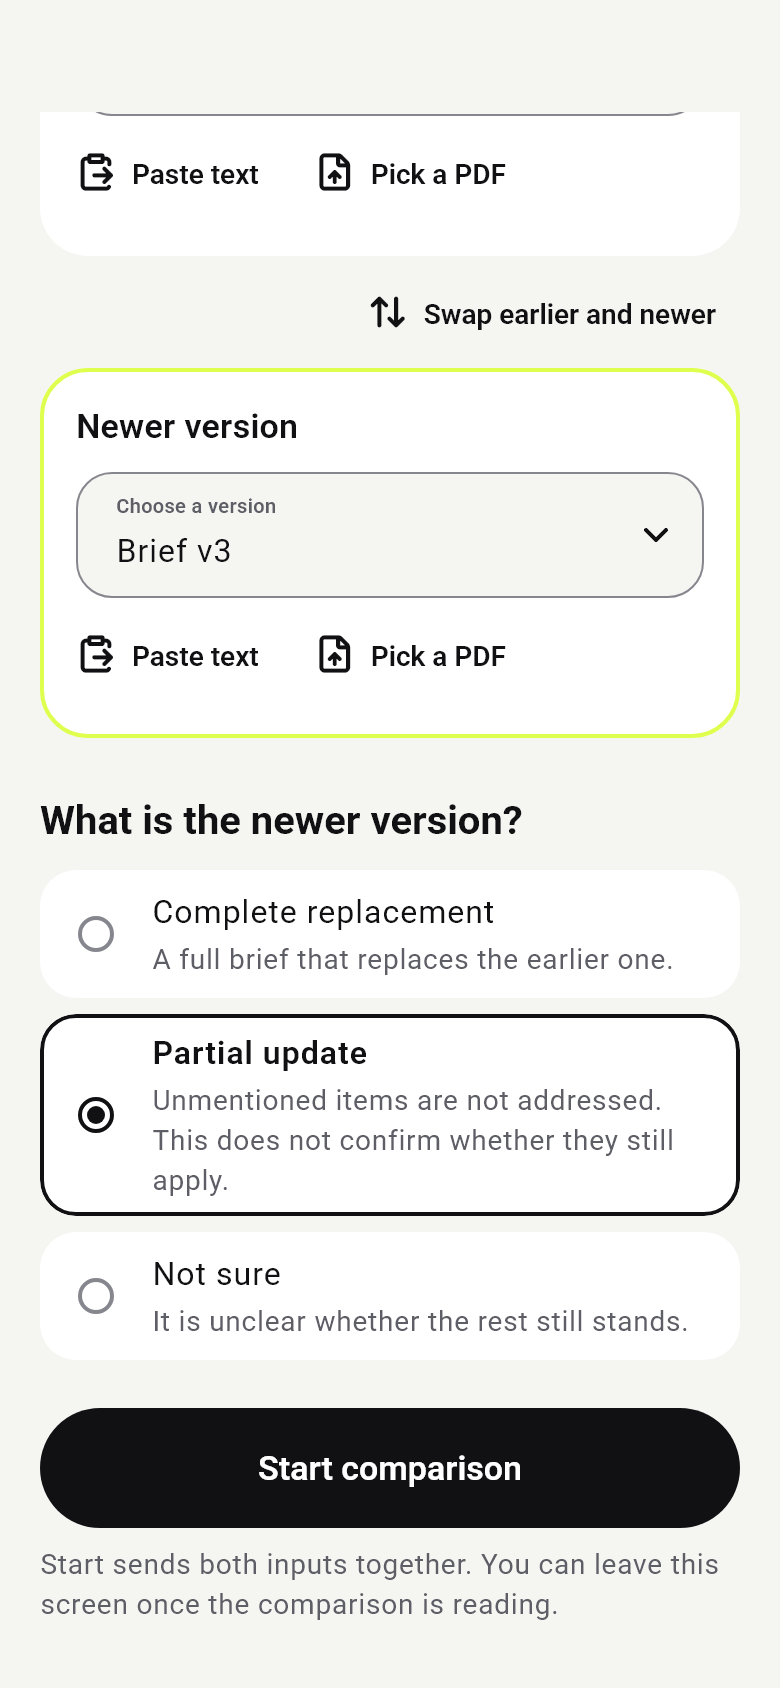 Paste text
Pick a PDF
Swap earlier and newer
Newer version
Choose a version
Brief v3
Paste text
Pick a PDF
What is the newer version?
Complete replacement
A full brief that replaces the earlier one.
Partial update
Unmentioned items are not addressed.
This does not confirm whether they still
apply.
Not sure
It is unclear whether the rest still stands.
Start comparison
Start sends both inputs together. You can leave this
screen once the comparison is reading.